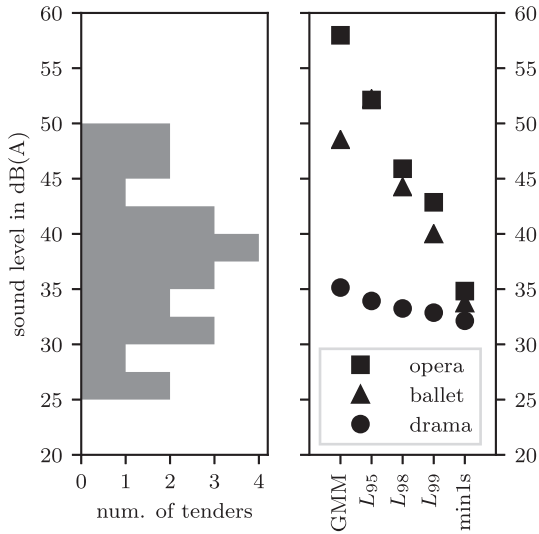 60
55
50
45
40
35
30
25
20
sound level in dB(A)
0 1 2 3 4
num. of tenders
60
55
50
45
40
35
30
25
20
opera
ballet
drama
GMM
L95
L98
L99
min1s